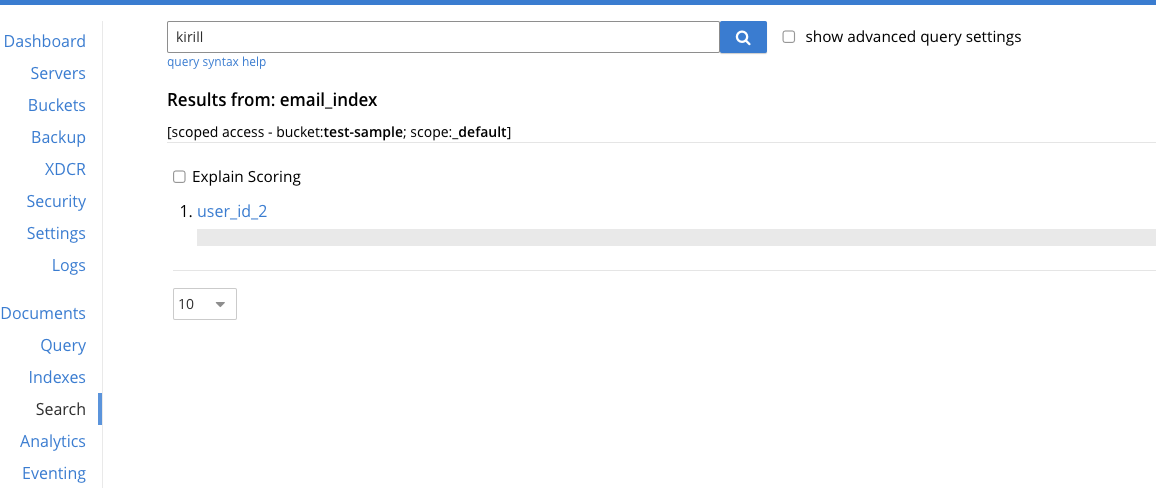 Dashboard
Servers
Buckets
Backup
XDCR
Security
Settings
Logs
Documents
Query
Indexes
Search
Analytics
Eventing
kirill
show advanced query settings
query syntax help
Results from: email_index
[scoped access - bucket:test-sample; scope:_default]
Explain Scoring
1. user_id_2
10